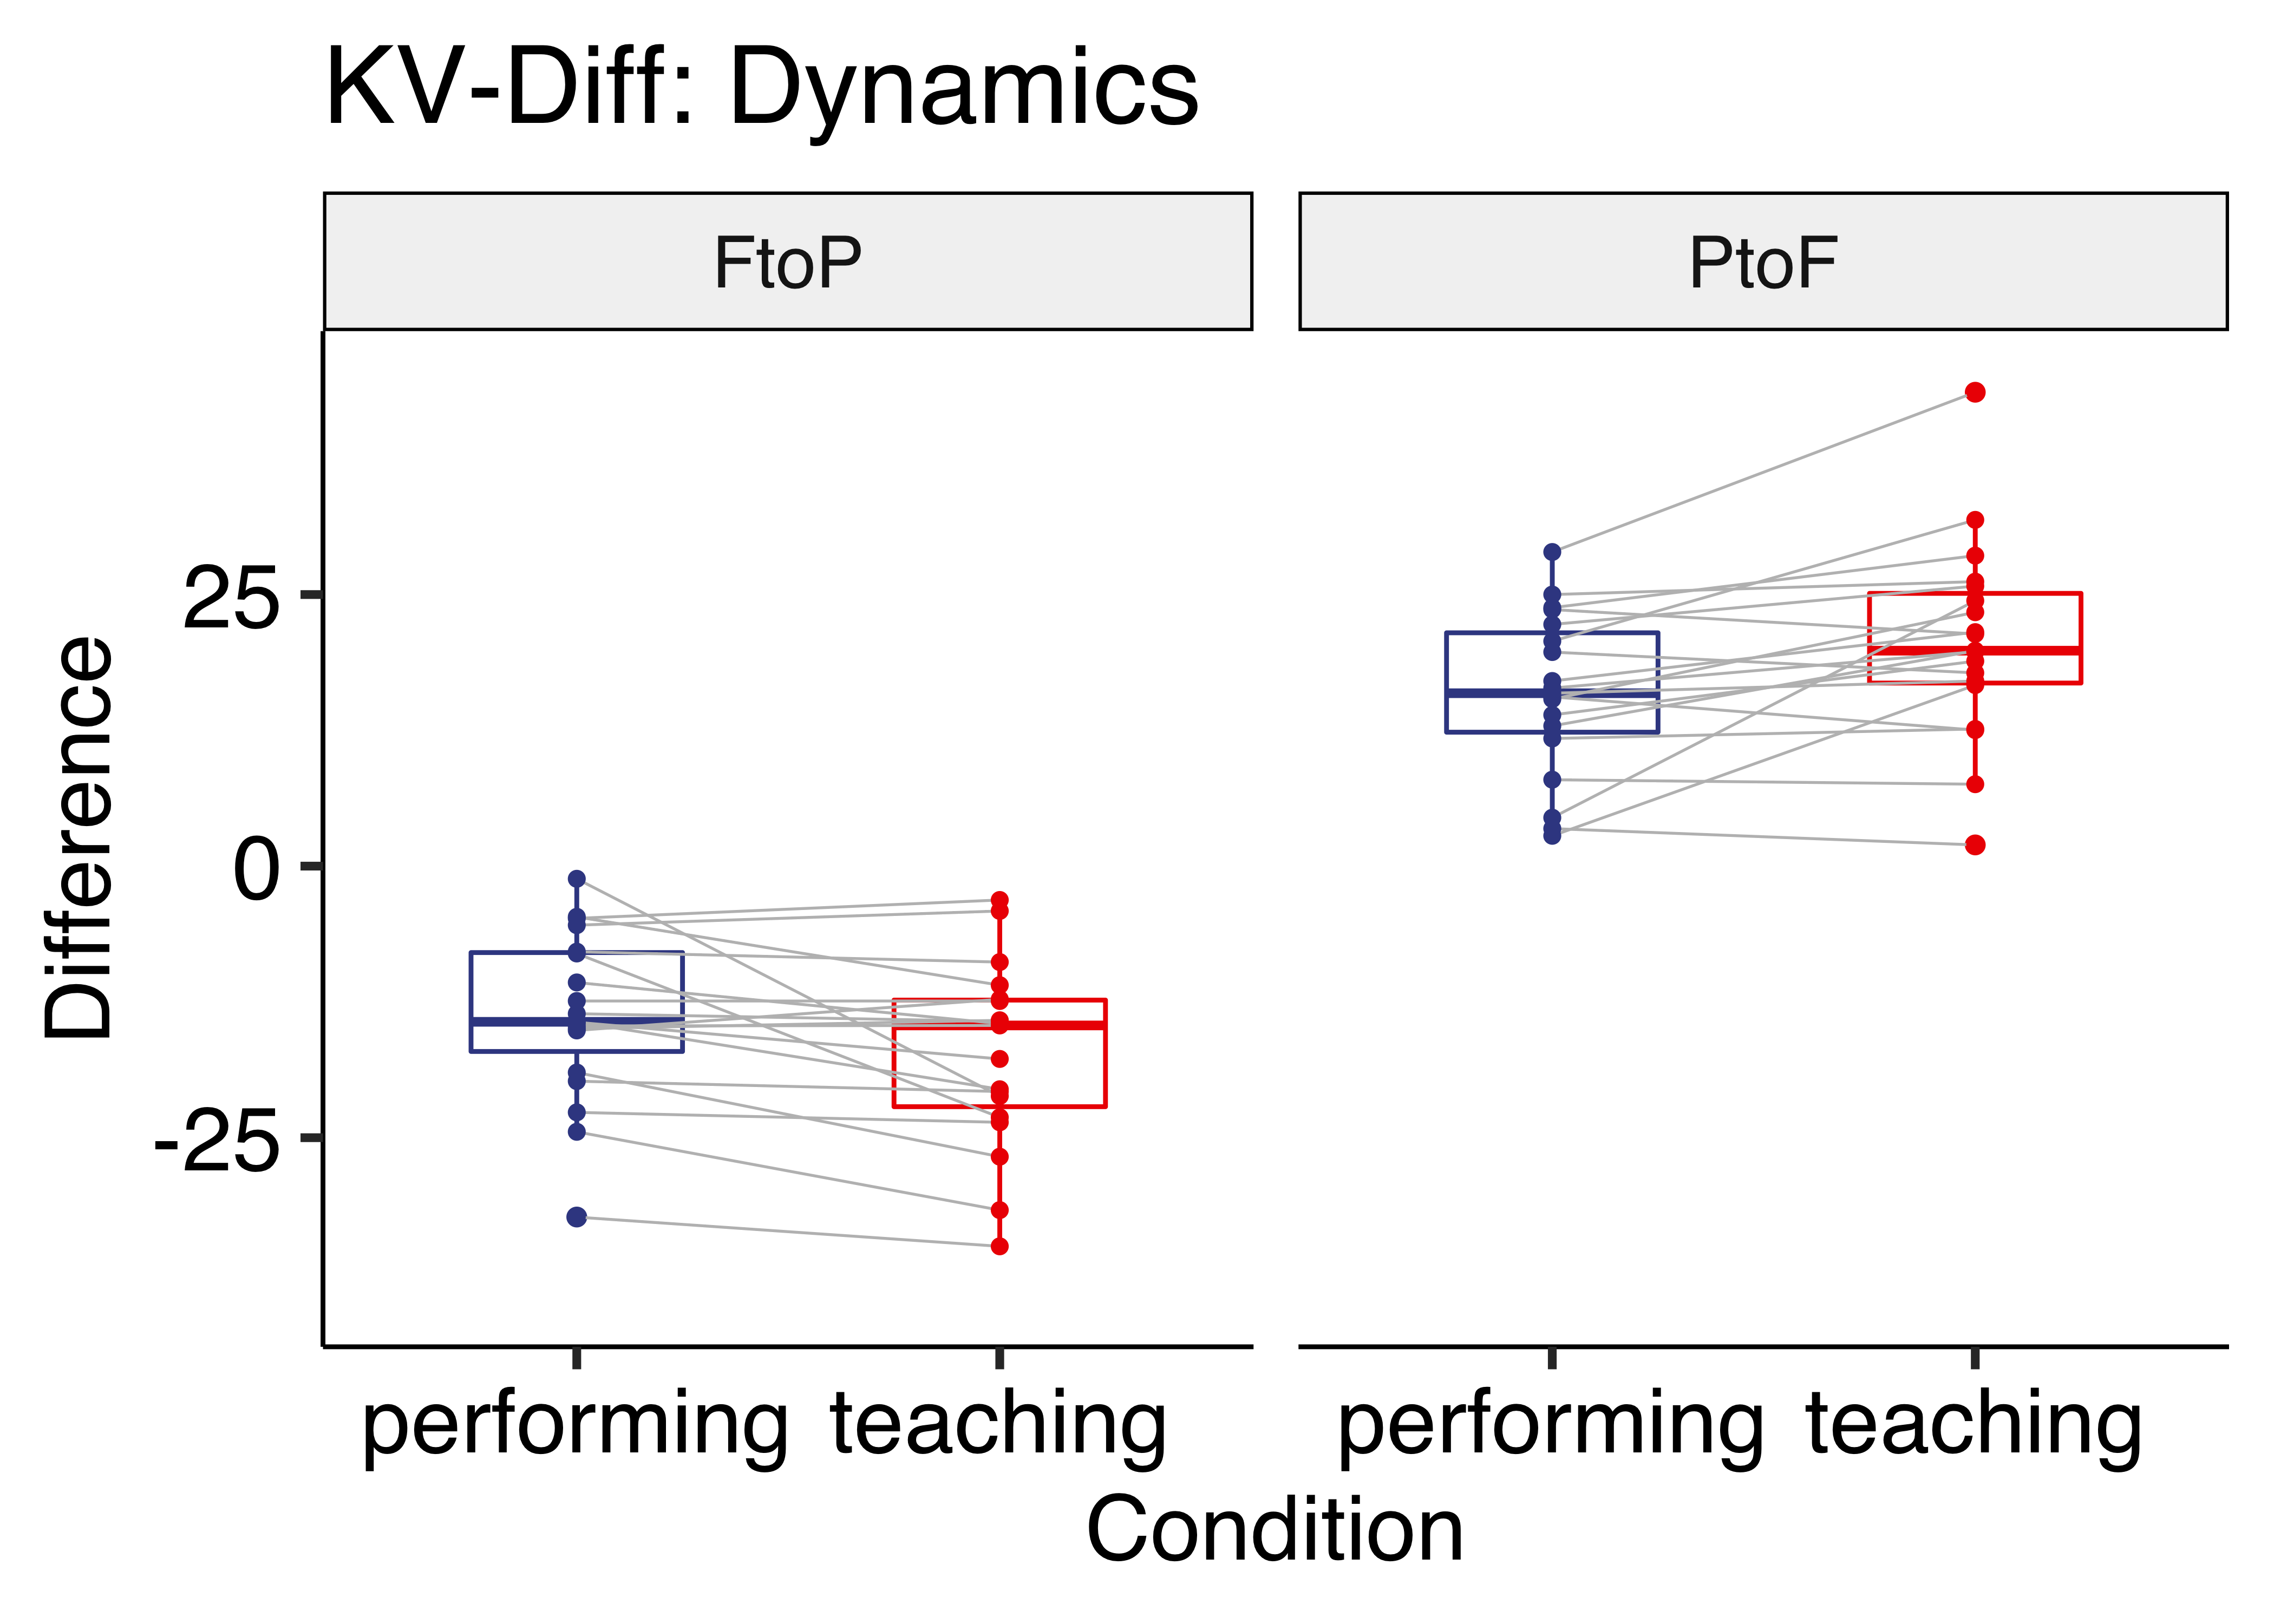 KV-Diff: Dynamics
FtoP
PtoF
Difference
25
0
-25
performing teaching
performing teaching
Condition